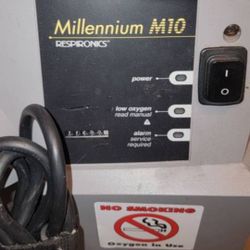 Millennium M10
RESPIRONICS
power
low oxygen
read manual
alarm
service
required
NO SMOKING
Oxygen In Use